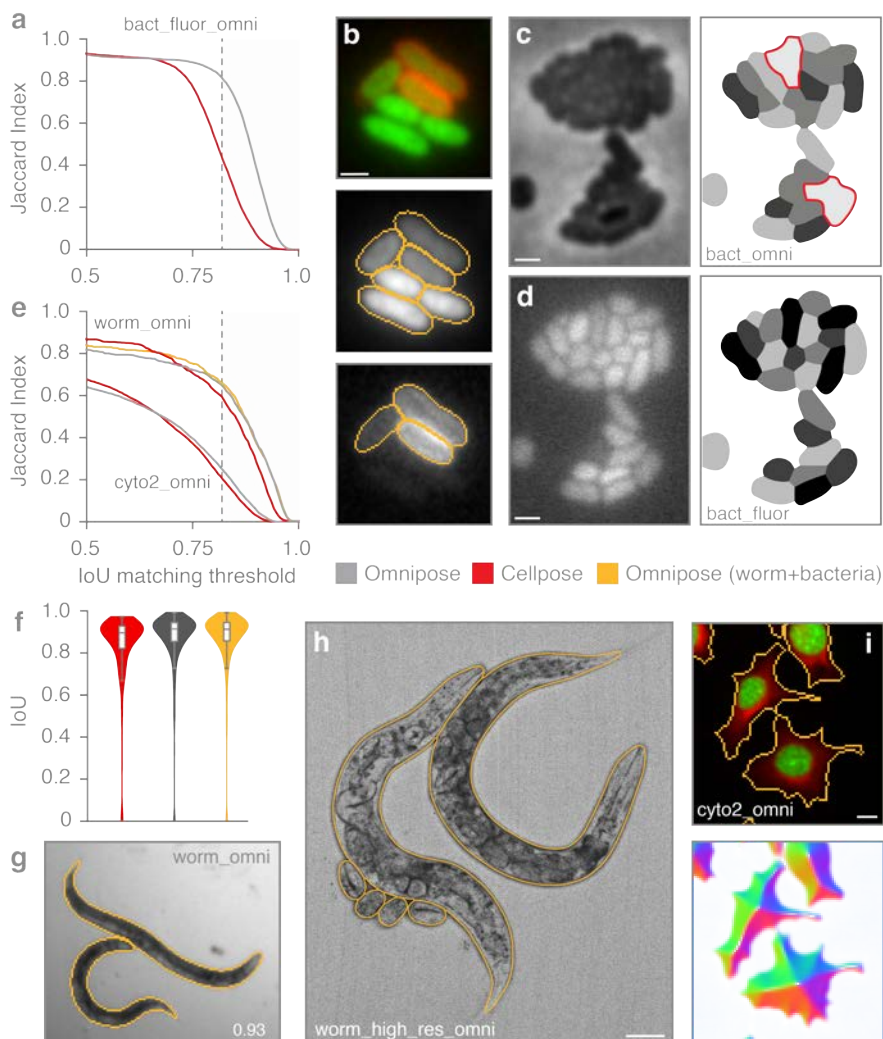 a
bact_fluor_omni
Jaccard Index
1.0
0.8
0.6
0.4
0.2
0
0.5
0.75
1.0
b
c
bact_omni
d
bact_fluor
e
worm_omni
cyto2_omni
Jaccard Index
1.0
0.8
0.6
0.4
0.2
0
0.5
0.75
1.0
IoU matching threshold
Omnipose
Cellpose
Omnipose (worm+bacteria)
f
IoU
1.0
0.8
0.6
0.4
0.2
0
g
worm_omni
0.93
h
worm_high_res_omni
i
cyto2_omni